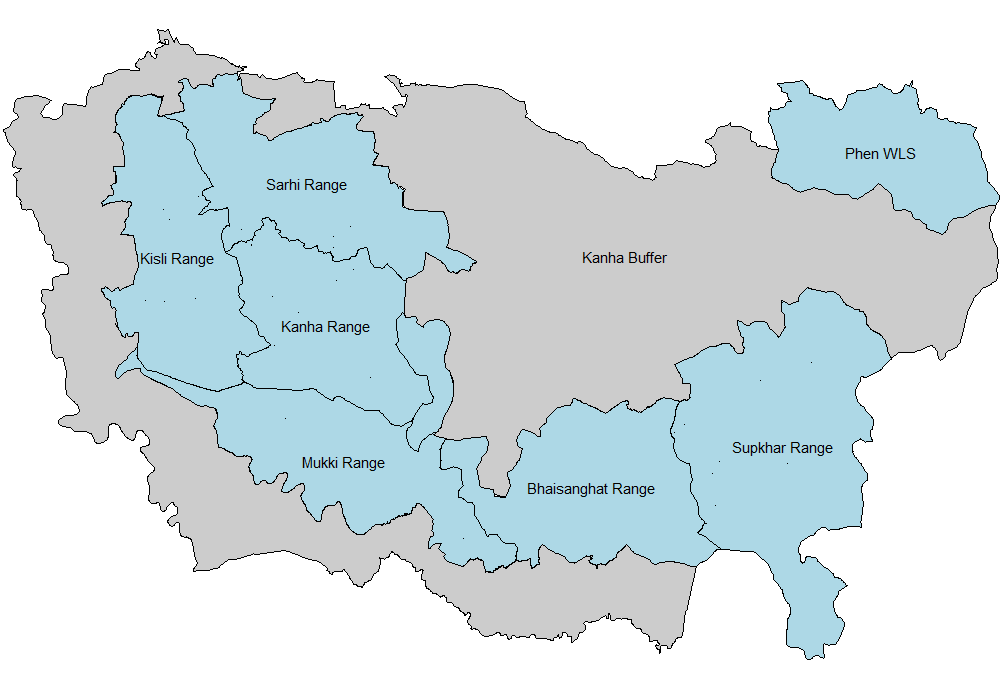 Phen WLS
Sarhi Range
Kisli Range
Kanha Buffer
Kanha Range
Supkhar Range
Mukki Range
Bhaisanghat Range